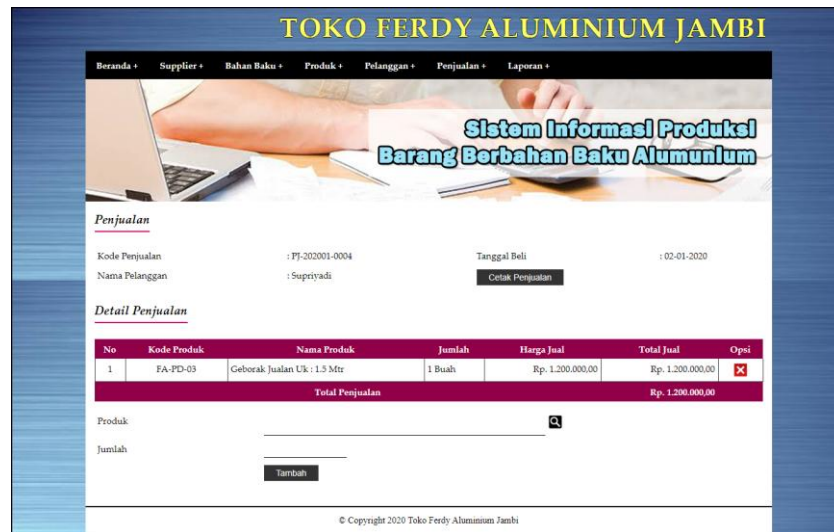 TOKO FERDY ALUMINIUM JAMBI
Beranda + Supplier + Bahan Baku + Produk + Pelanggan + Penjualan + Laporan +
Sistem Informasi Produksi
Barang Berbahan Baku Alumunium
Penjualan
Kode Penjualan : PJ-202001-0004 Tanggal Beli : 02-01-2020
Nama Pelanggan : Supriyadi Cetak Penjualan
Detail Penjualan
No Kode Produk Nama Produk Jumlah Harga Jual Total Jual Opsi
1 FA-PD-03 Geborak Jualan Uk : 1.5 Mtr 1 Buah Rp. 1.200.000,00 Rp. 1.200.000,00
Total Penjualan Rp. 1.200.000,00
Produk
Jumlah
Tambah
© Copyright 2020 Toko Ferdy Aluminium Jambi